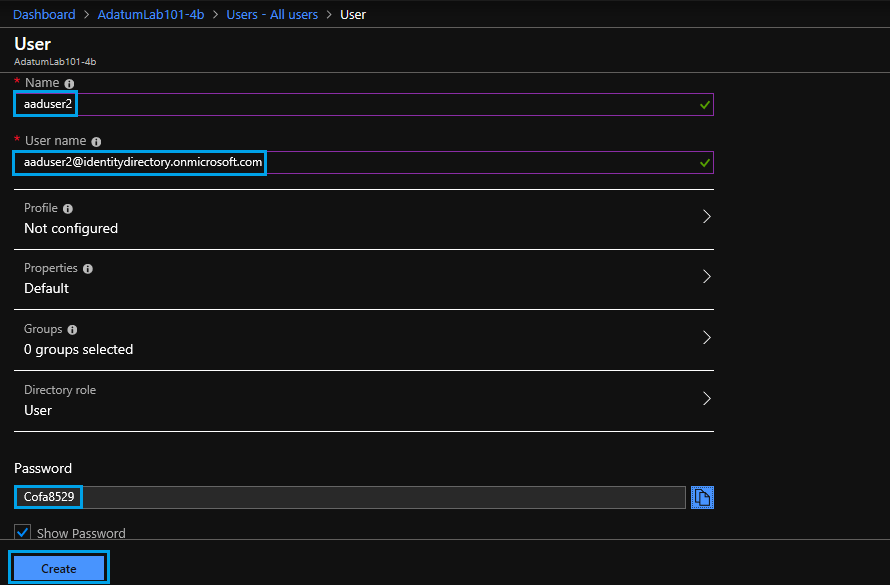 Dashboard > AdatumLab101-4b > Users - All users > User
User
AdatumLab101-4b
* Name
aaduser2
* User name
aaduser2@identitydirectory.onmicrosoft.com
Profile
Not configured
Properties
Default
Groups
0 groups selected
Directory role
User
Password
Cofa8529
Show Password
Create